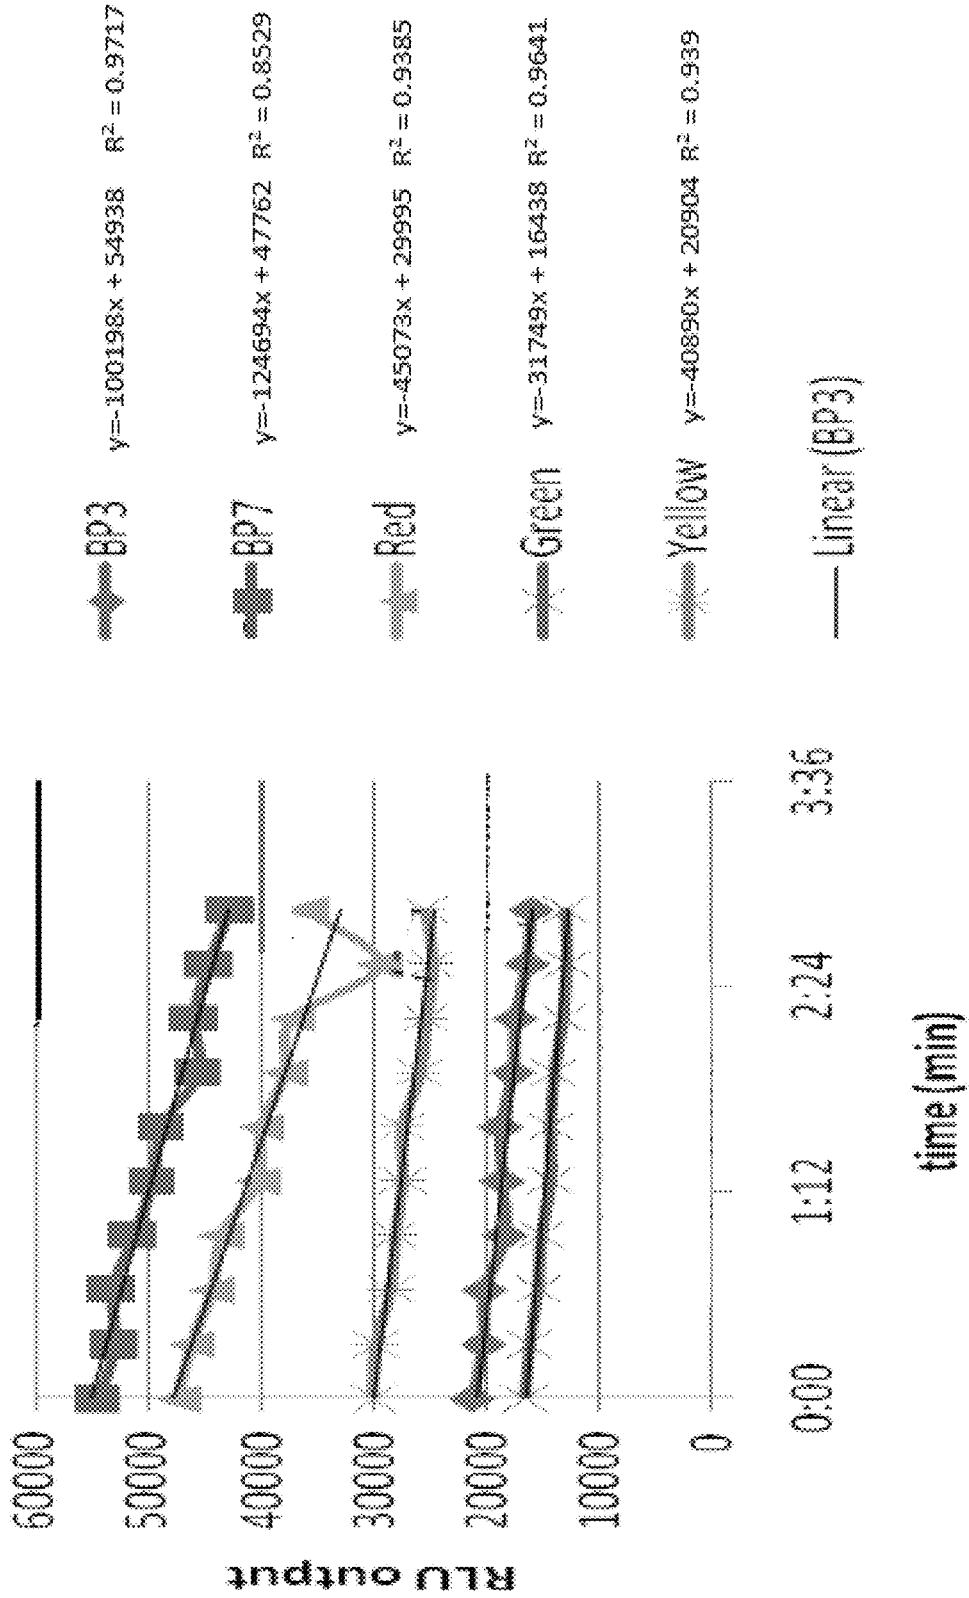 RLU output
60000
50000
40000
30000
20000
10000
0
0:00
1:12
2:24
3:36
time (min)
BP3 y=-100198x + 54938 R² = 0.9717
BP7 y=-124694x + 47762 R² = 0.8529
Red y=-45073x + 29995 R² = 0.9385
Green y=-31749x + 16438 R² = 0.9641
Yellow y=-40890x + 20904 R² = 0.939
Linear (BP3)